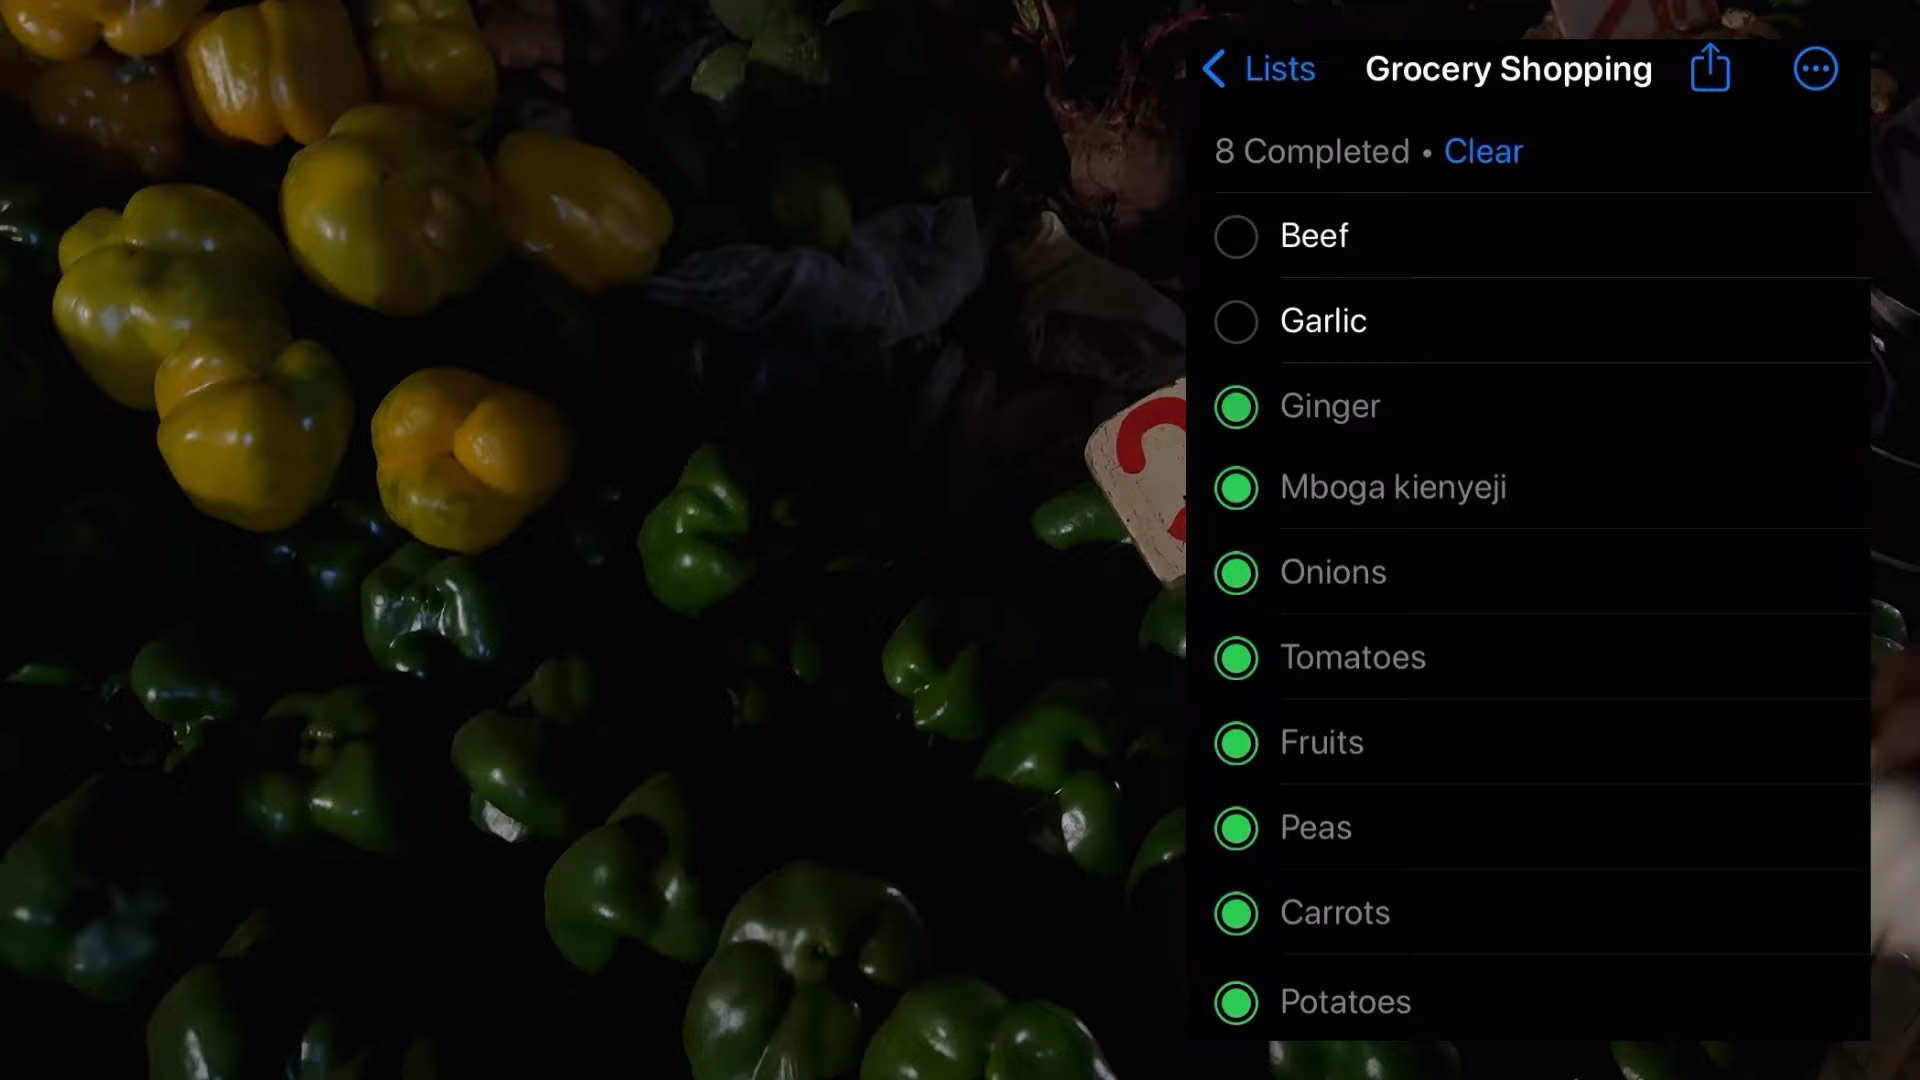 Lists Grocery Shopping
8 Completed • Clear
Beef
Garlic
Ginger
Mboga kienyeji
Onions
Tomatoes
Fruits
Peas
Carrots
Potatoes